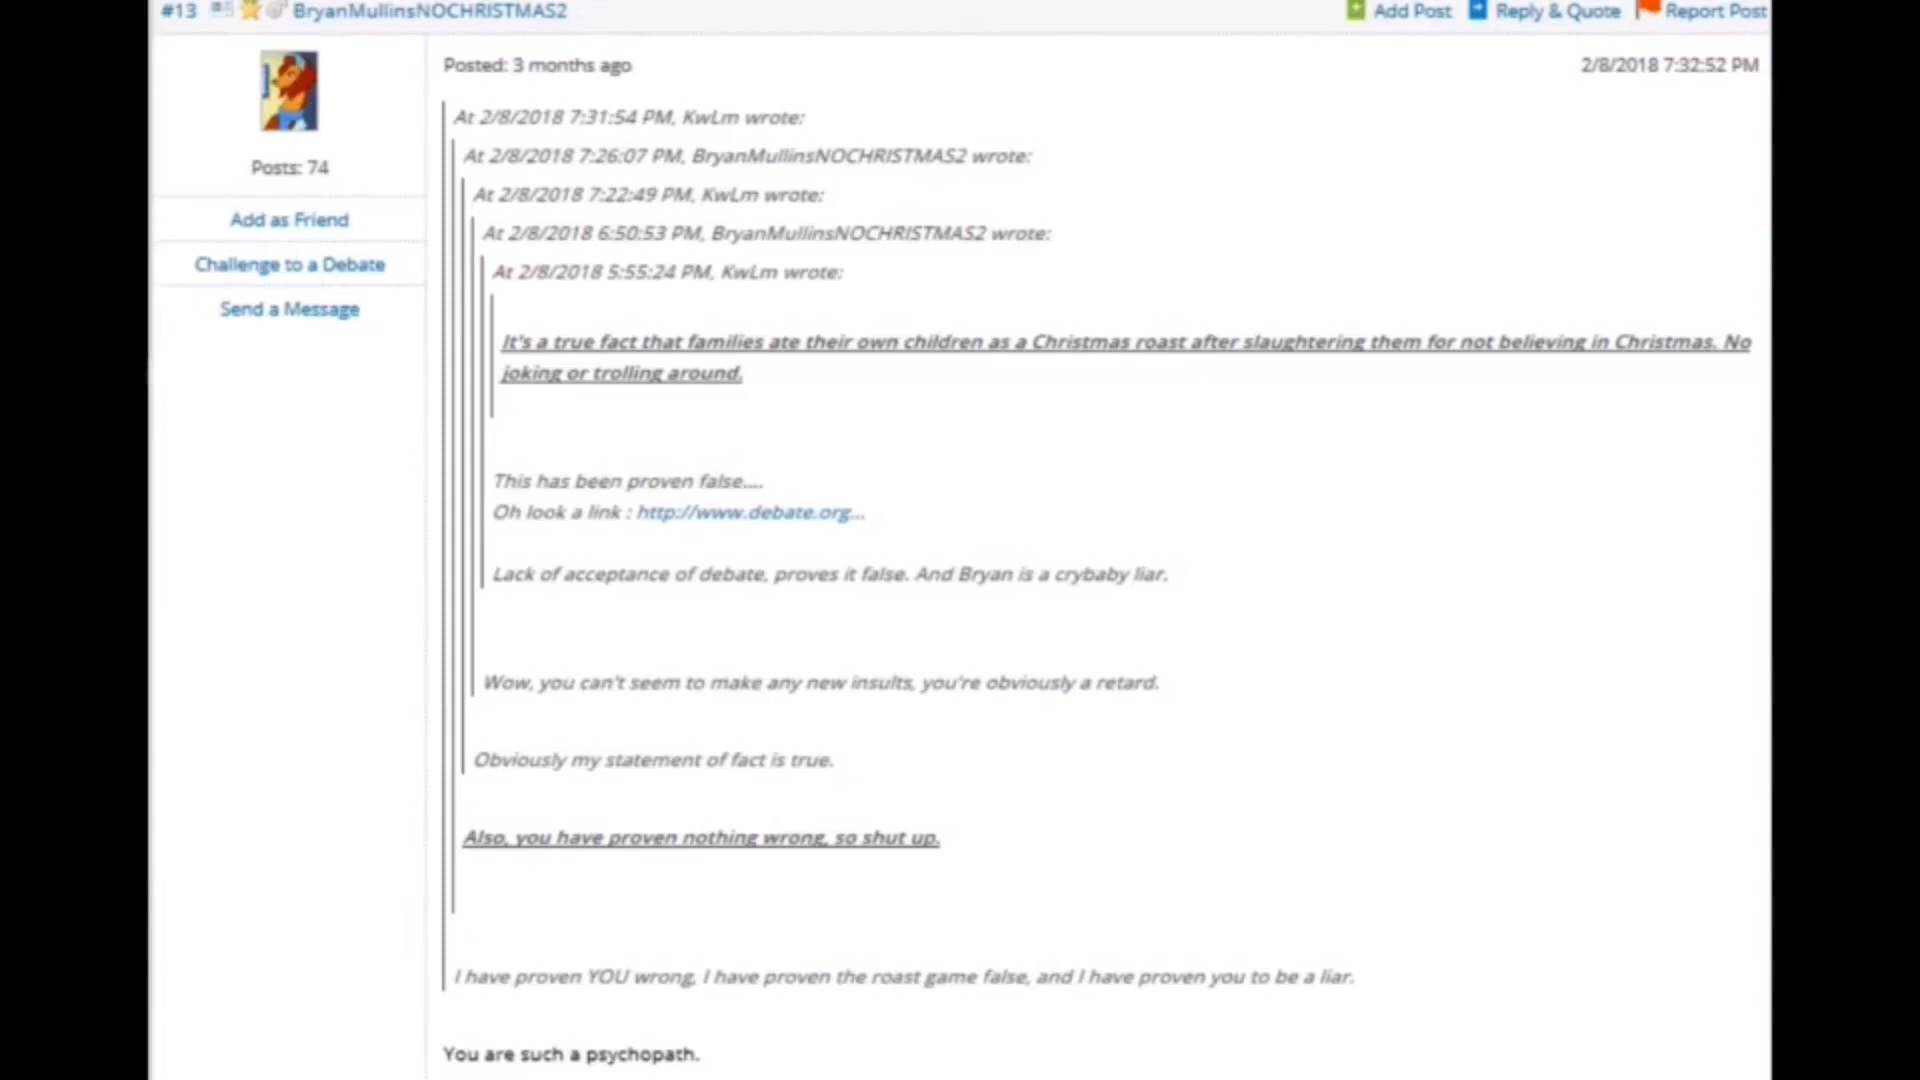 #13 BryanMullinsNOCHRISTMAS2 Add Post Reply & Quote Report Post
Posted: 3 months ago 2/8/2018 7:32:52 PM
At 2/8/2018 7:31:54 PM, KwLm wrote:
At 2/8/2018 7:26:07 PM, BryanMullinsNOCHRISTMAS2 wrote:
Posts: 74
At 2/8/2018 7:22:49 PM, KwLm wrote:
Add as Friend
At 2/8/2018 6:50:53 PM, BryanMullinsNOCHRISTMAS2 wrote:
Challenge to a Debate
At 2/8/2018 5:55:24 PM, KwLm wrote:
Send a Message
It's a true fact that families ate their own children as a Christmas roast after slaughtering them for not believing in Christmas. No
joking or trolling around.
This has been proven false....
Oh look a link : http://www.debate.org...
Lack of acceptance of debate, proves it false. And Bryan is a crybaby liar.
Wow, you can't seem to make any new insults, you're obviously a retard.
Obviously my statement of fact is true.
Also, you have proven nothing wrong, so shut up.
I have proven YOU wrong, I have proven the roast game false, and I have proven you to be a liar.
You are such a psychopath.